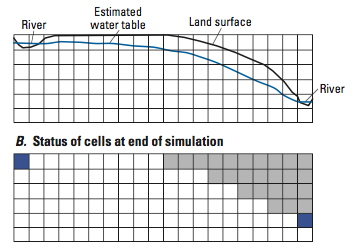 Estimated
River
water table
Land surface
River
B. Status of cells at end of simulation